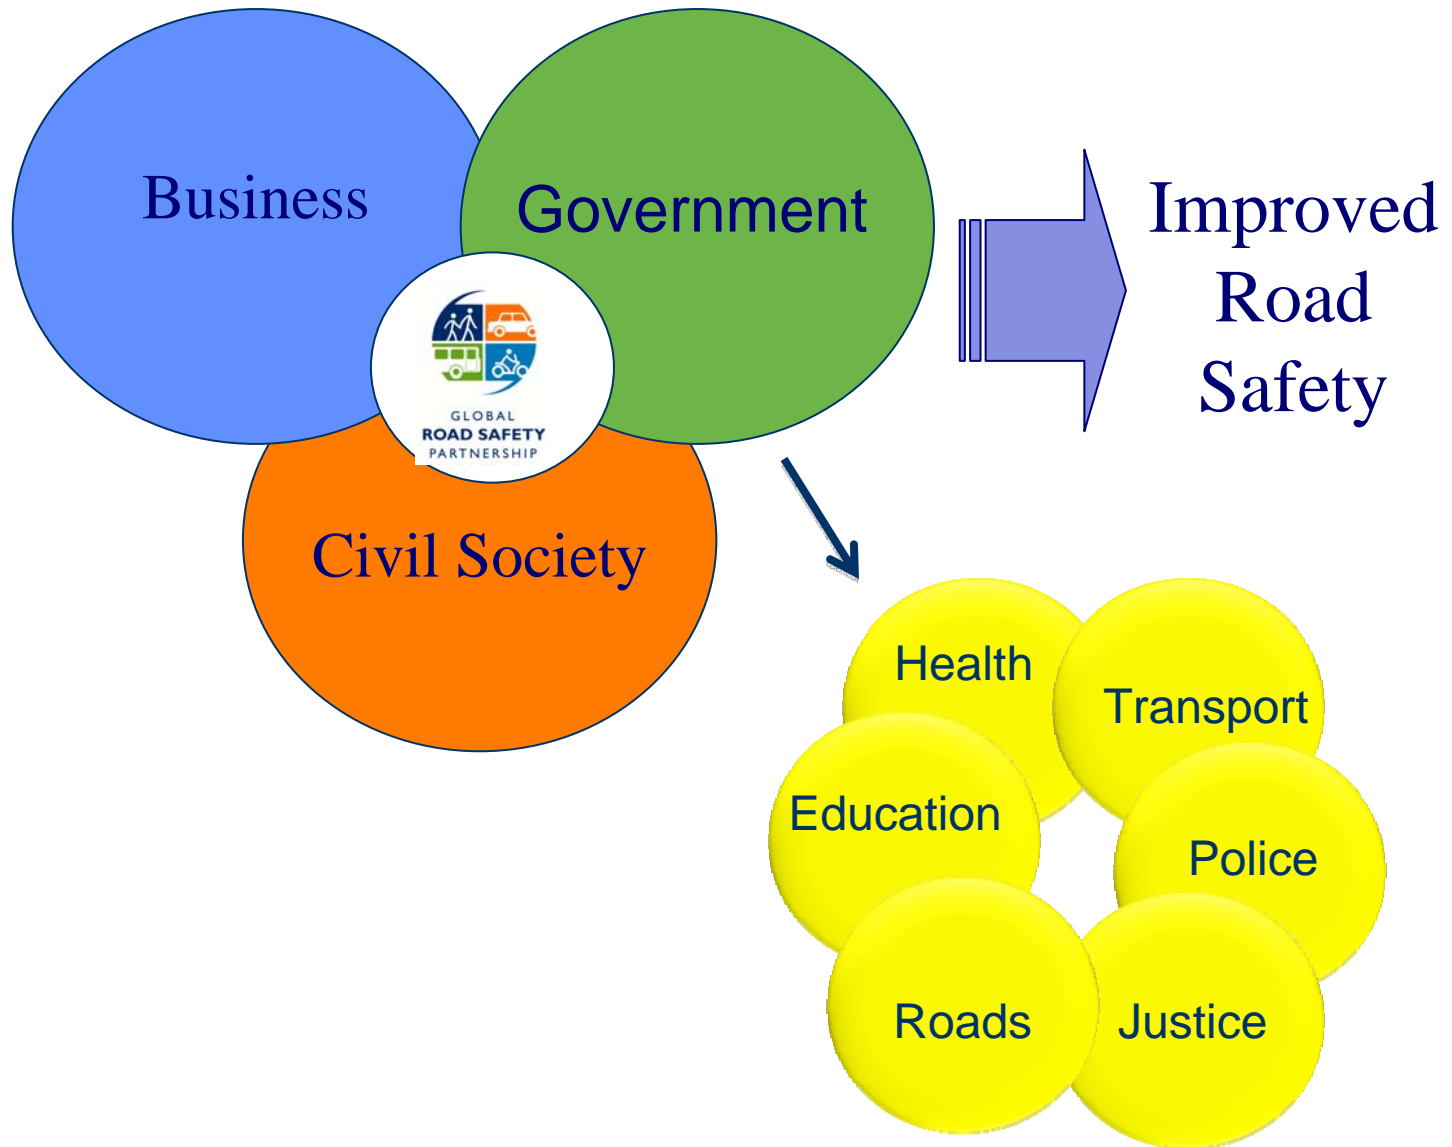 Business
Government
GLOBAL
ROAD SAFETY
PARTNERSHIP
Civil Society
Improved
Road
Safety
Health
Transport
Education
Police
Roads
Justice